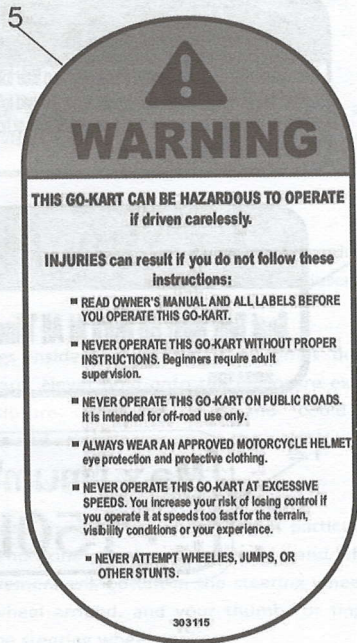 5
WARNING
THIS GO-KART CAN BE HAZARDOUS TO OPERATE
if driven carelessly.
INJURIES can result if you do not follow these
instructions:
READ OWNER'S MANUAL AND ALL LABELS BEFORE
YOU OPERATE THIS GO-KART.
NEVER OPERATE THIS GO-KART WITHOUT PROPER
INSTRUCTIONS. Beginners require adult
supervision.
NEVER OPERATE THIS GO-KART ON PUBLIC ROADS.
It is intended for off-road use only.
ALWAYS WEAR AN APPROVED MOTORCYCLE HELMET,
eye protection and protective clothing.
NEVER OPERATE THIS GO-KART AT EXCESSIVE
SPEEDS. You increase your risk of losing control if
you operate it at speeds too fast for the terrain,
visibility conditions or your experience.
NEVER ATTEMPT WHEELIES, JUMPS, OR
OTHER STUNTS.
303115